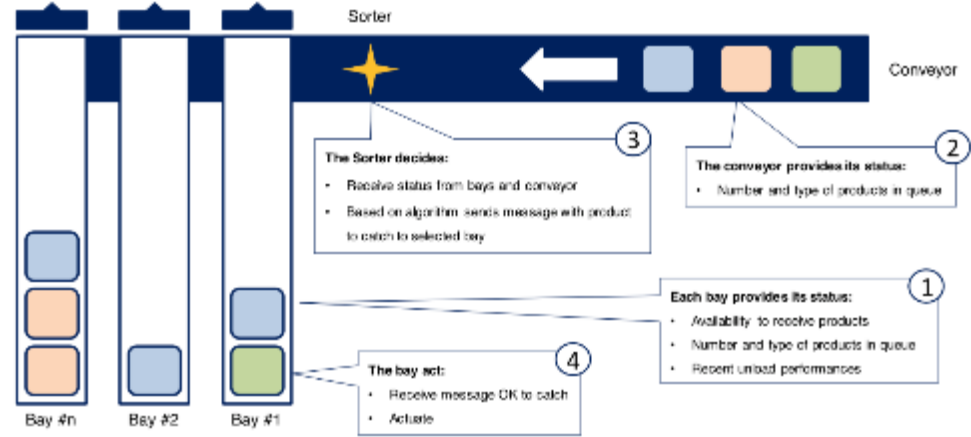 Sorter
Conveyor
3
The Sorter decides:
• Receive status from bays and conveyor
• Based on algorithm sends message with product
to catch to selected bay
2
The conveyor provides its status:
• Number and type of products in queue
1
Each bay provides its status:
• Availability to receive products
• Number and type of products in queue
• Recent unload performances
4
The bay act:
• Receive message OK to catch
• Actuate
Bay #n
Bay #2
Bay #1